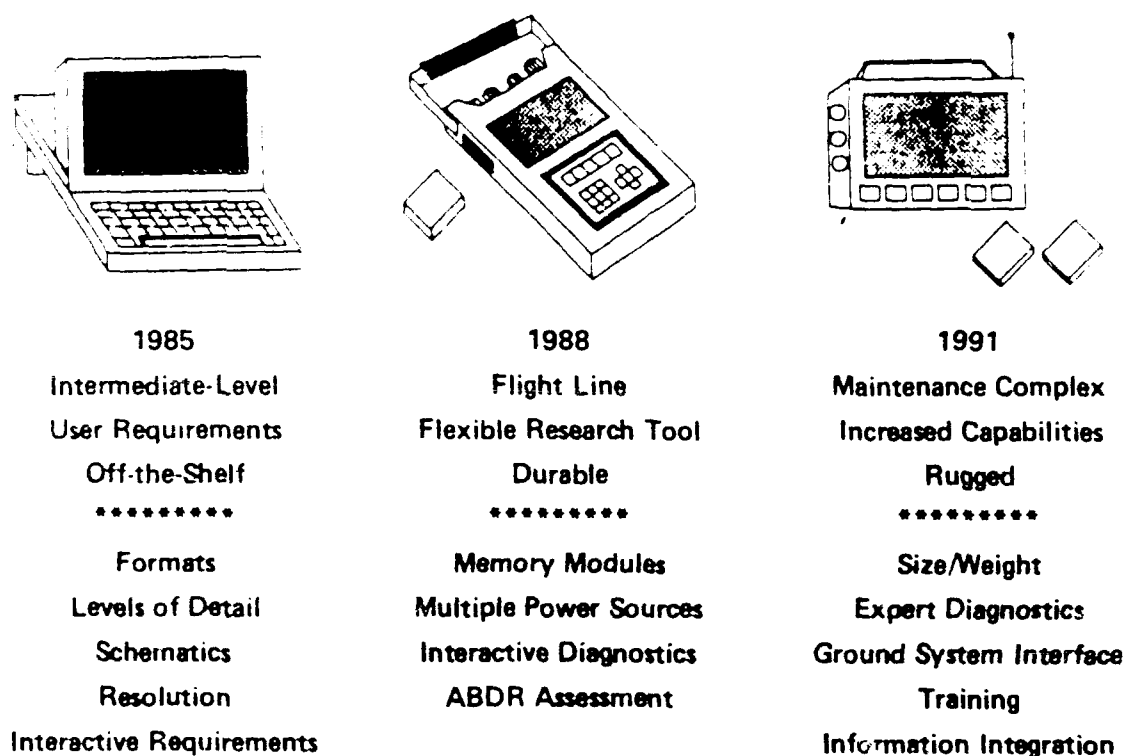 1985
Intermediate-Level
User Requirements
Off-the-Shelf
*********
Formats
Levels of Detail
Schematics
Resolution
Interactive Requirements
1988
Flight Line
Flexible Research Tool
Durable
*********
Memory Modules
Multiple Power Sources
Interactive Diagnostics
ABDR Assessment
1991
Maintenance Complex
Increased Capabilities
Rugged
*********
Size/Weight
Expert Diagnostics
Ground System Interface
Training
Information Integration